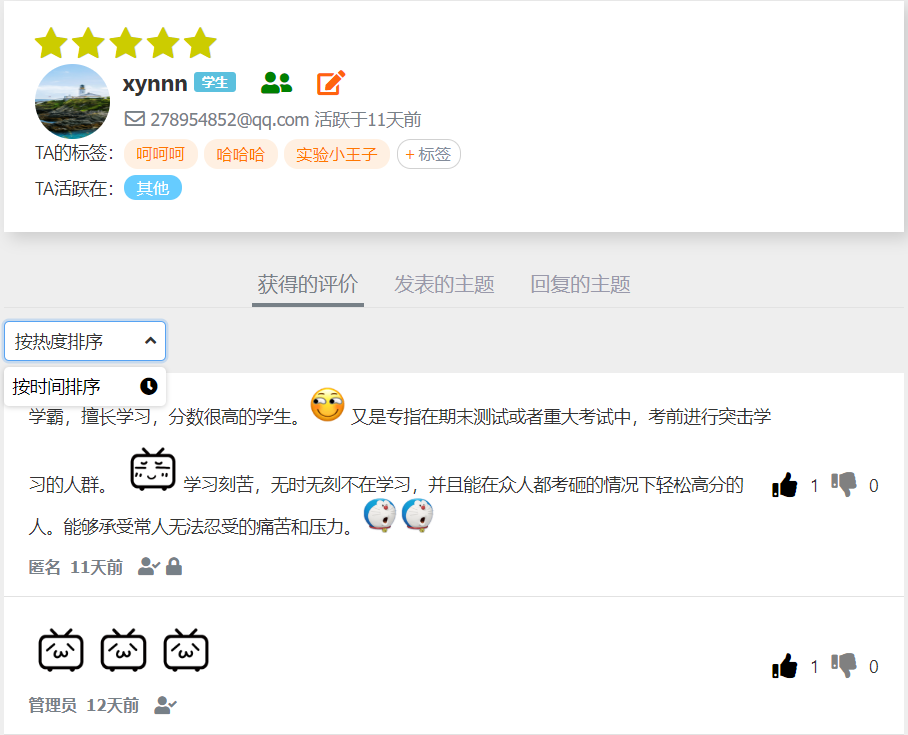 xynnn 学生
278954852@qq.com 活跃于11天前
TA的标签： 呵呵呵 哈哈哈 实验小王子 + 标签
TA活跃在： 其他
获得的评价 发表的主题 回复的主题
按热度排序
按时间排序
学霸，擅长学习，分数很高的学生。 又是专指在期末测试或者重大考试中，考前进行突击学
习的人群。 学习刻苦，无时无刻不在学习，并且能在众人都考砸的情况下轻松高分的 1 0
人。能够承受常人无法忍受的痛苦和压力。
匿名 11天前
1 0
管理员 12天前